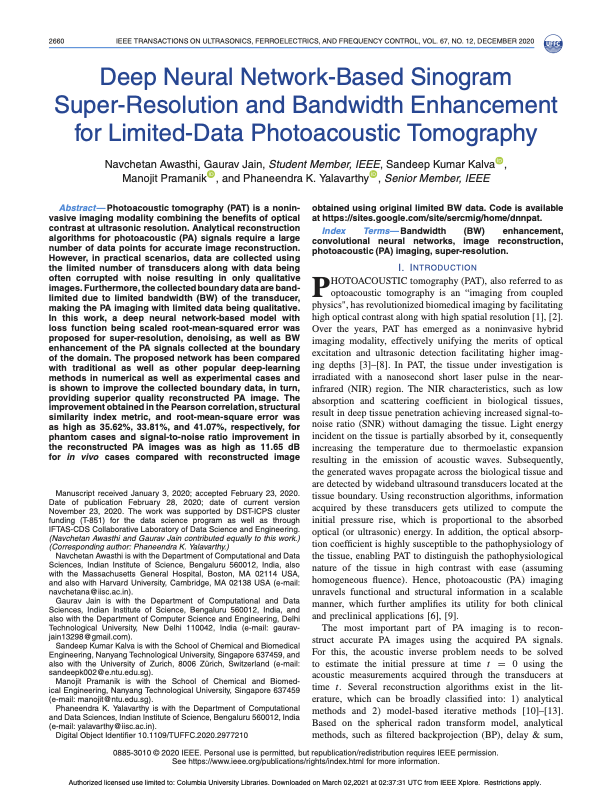 2660
IEEE TRANSACTIONS ON ULTRASONICS, FERROELECTRICS, AND FREQUENCY CONTROL, VOL. 67, NO. 12, DECEMBER 2020
Deep Neural Network-Based Sinogram
Super-Resolution and Bandwidth Enhancement
for Limited-Data Photoacoustic Tomography
Navchetan Awasthi, Gaurav Jain, Student Member, IEEE, Sandeep Kumar Kalva,
Manojit Pramanik, and Phaneendra K. Yalavarthy, Senior Member, IEEE
Abstract—Photoacoustic tomography (PAT) is a nonin-
vasive imaging modality combining the benefits of optical
contrast at ultrasonic resolution. Analytical reconstruction
algorithms for photoacoustic (PA) signals require a large
number of data points for accurate image reconstruction.
However, in practical scenarios, data are collected using
the limited number of transducers along with data being
often corrupted with noise resulting in only qualitative
images. Furthermore, the collected boundary data are band-
limited due to limited bandwidth (BW) of the transducer,
making the PA imaging with limited data being qualitative.
In this work, a deep neural network-based model with
loss function being scaled root-mean-squared error was
proposed for super-resolution, denoising, as well as BW
enhancement of the PA signals collected at the boundary
of the domain. The proposed network has been compared
with traditional as well as other popular deep-learning
methods in numerical as well as experimental cases and
is shown to improve the collected boundary data, in turn,
providing superior quality reconstructed PA image. The
improvement obtained in the Pearson correlation, structural
similarity index metric, and root-mean-square error was
as high as 35.62%, 33.81%, and 41.07%, respectively, for
phantom cases and signal-to-noise ratio improvement in
the reconstructed PA images was as high as 11.65 dB
for in vivo cases compared with reconstructed image
Manuscript received January 3, 2020; accepted February 23, 2020.
Date of publication February 28, 2020; date of current version
November 23, 2020. The work was supported by DST-ICPS cluster
funding (T-851) for the data science program as well as through
IFTAS-CDS Collaborative Laboratory of Data Science and Engineering.
(Navchetan Awasthi and Gaurav Jain contributed equally to this work.)
(Corresponding author: Phaneendra K. Yalavarthy.)
Navchetan Awasthi is with the Department of Computational and Data
Sciences, Indian Institute of Science, Bengaluru 560012, India, also
with the Massachusetts General Hospital, Boston, MA 02114 USA,
and also with Harvard University, Cambridge, MA 02138 USA (e-mail:
navchetana@iisc.ac.in).
Gaurav Jain is with the Department of Computational and Data
Sciences, Indian Institute of Science, Bengaluru 560012, India, and
also with the Department of Computer Science and Engineering, Delhi
Technological University, New Delhi 110042, India (e-mail: gaurav-
jain13298@gmail.com).
Sandeep Kumar Kalva is with the School of Chemical and Biomedical
Engineering, Nanyang Technological University, Singapore 637459, and
also with the University of Zurich, 8006 Zürich, Switzerland (e-mail:
sandeepk002@e.ntu.edu.sg).
Manojit Pramanik is with the School of Chemical and Biomed-
ical Engineering, Nanyang Technological University, Singapore 637459
(e-mail: manojit@ntu.edu.sg).
Phaneendra K. Yalavarthy is with the Department of Computational
and Data Sciences, Indian Institute of Science, Bengaluru 560012, India
(e-mail: yalavarthy@iisc.ac.in).
Digital Object Identifier 10.1109/TUFFC.2020.2977210
obtained using original limited BW data. Code is available
at https://sites.google.com/site/sercmig/home/dnnpat.
Index Terms—Bandwidth (BW) enhancement,
convolutional neural networks, image reconstruction,
photoacoustic (PA) imaging, super-resolution.
I. INTRODUCTION
PHOTOACOUSTIC tomography (PAT), also referred to as
optoacoustic tomography is an “imaging from coupled
physics”, has revolutionized biomedical imaging by facilitating
high optical contrast along with high spatial resolution [1], [2].
Over the years, PAT has emerged as a noninvasive hybrid
imaging modality, effectively unifying the merits of optical
excitation and ultrasonic detection facilitating higher imag-
ing depths [3]–[8]. In PAT, the tissue under investigation is
irradiated with a nanosecond short laser pulse in the near-
infrared (NIR) region. The NIR characteristics, such as low
absorption and scattering coefficient in biological tissues,
result in deep tissue penetration achieving increased signal-to-
noise ratio (SNR) without damaging the tissue. Light energy
incident on the tissue is partially absorbed by it, consequently
increasing the temperature due to thermoelastic expansion
resulting in the emission of acoustic waves. Subsequently,
the generated waves propagate across the biological tissue and
are detected by wideband ultrasound transducers located at the
tissue boundary. Using reconstruction algorithms, information
acquired by these transducers gets utilized to compute the
initial pressure rise, which is proportional to the absorbed
optical (or ultrasonic) energy. In addition, the optical absorp-
tion coefficient is highly susceptible to the pathophysiology of
the tissue, enabling PAT to distinguish the pathophysiological
nature of the tissue in high contrast with ease (assuming
homogeneous fluence). Hence, photoacoustic (PA) imaging
unravels functional and structural information in a scalable
manner, which further amplifies its utility for both clinical
and preclinical applications [6], [9].
The most important part of PA imaging is to recon-
struct accurate PA images using the acquired PA signals.
For this, the acoustic inverse problem needs to be solved
to estimate the initial pressure at time t = 0 using the
acoustic measurements acquired through the transducers at
time t. Several reconstruction algorithms exist in the lit-
erature, which can be broadly classified into: 1) analytical
methods and 2) model-based iterative methods [10]–[13].
Based on the spherical radon transform model, analytical
methods, such as filtered backprojection (BP), delay & sum,
0885-3010 © 2020 IEEE. Personal use is permitted, but republication/redistribution requires IEEE permission.
See https://www.ieee.org/publications/rights/index.html for more information.
Authorized licensed use limited to: Columbia University Libraries. Downloaded on March 02,2021 at 02:37:31 UTC from IEEE Xplore. Restrictions apply.